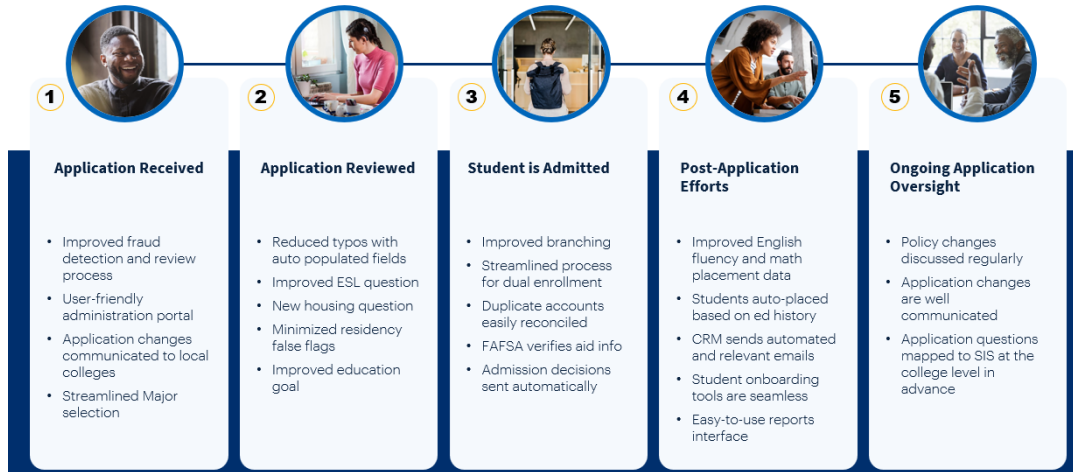 1
Application Received
• Improved fraud
detection and review
process
• User-friendly
administration portal
• Application changes
communicated to local
colleges
• Streamlined Major
selection
2
Application Reviewed
• Reduced typos with
auto populated fields
• Improved ESL question
• New housing question
• Minimized residency
false flags
• Improved education
goal
3
Student is Admitted
• Improved branching
• Streamlined process
for dual enrollment
• Duplicate accounts
easily reconciled
• FAFSA verifies aid info
• Admission decisions
sent automatically
4
Post-Application
Efforts
• Improved English
fluency and math
placement data
• Students auto-placed
based on ed history
• CRM sends automated
and relevant emails
• Student onboarding
tools are seamless
• Easy-to-use reports
interface
5
Ongoing Application
Oversight
• Policy changes
discussed regularly
• Application changes
are well
communicated
• Application questions
mapped to SIS at the
college level in
advance